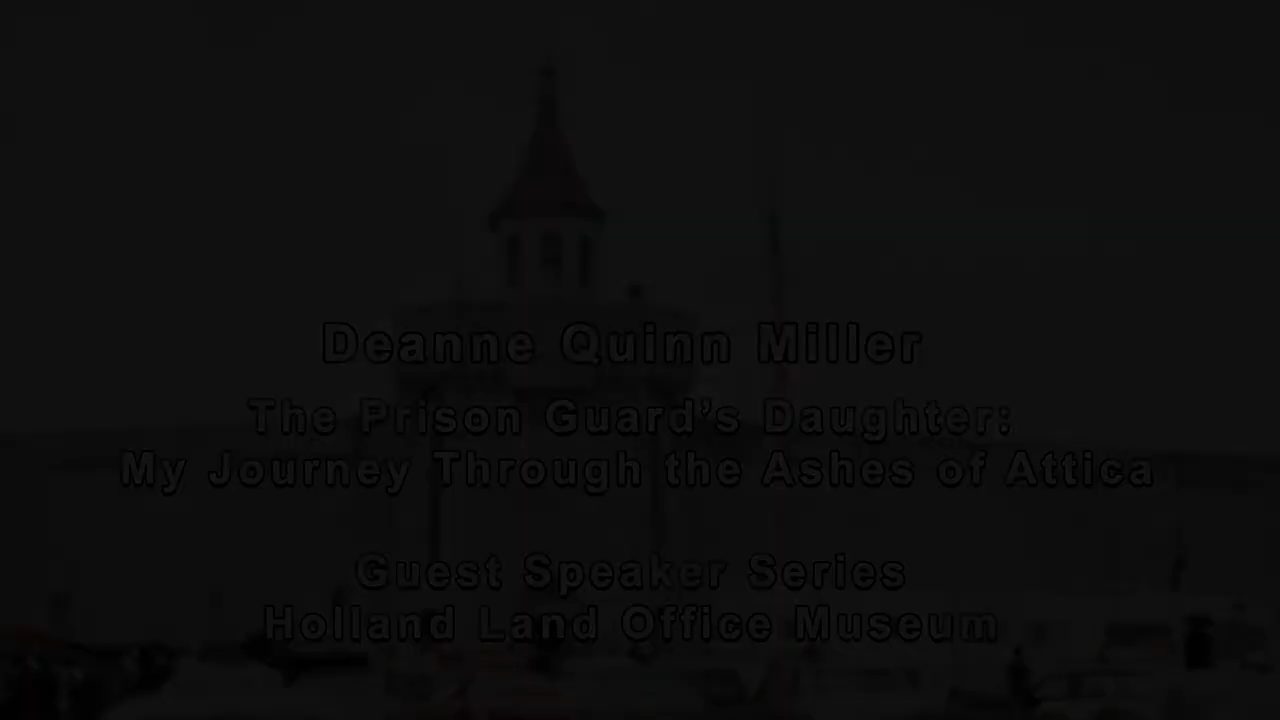 Deanne Quinn Miller
The Prison Guard's Daughter:
My Journey Through the Ashes of Attica
Guest Speaker Series
Holland Land Office Museum